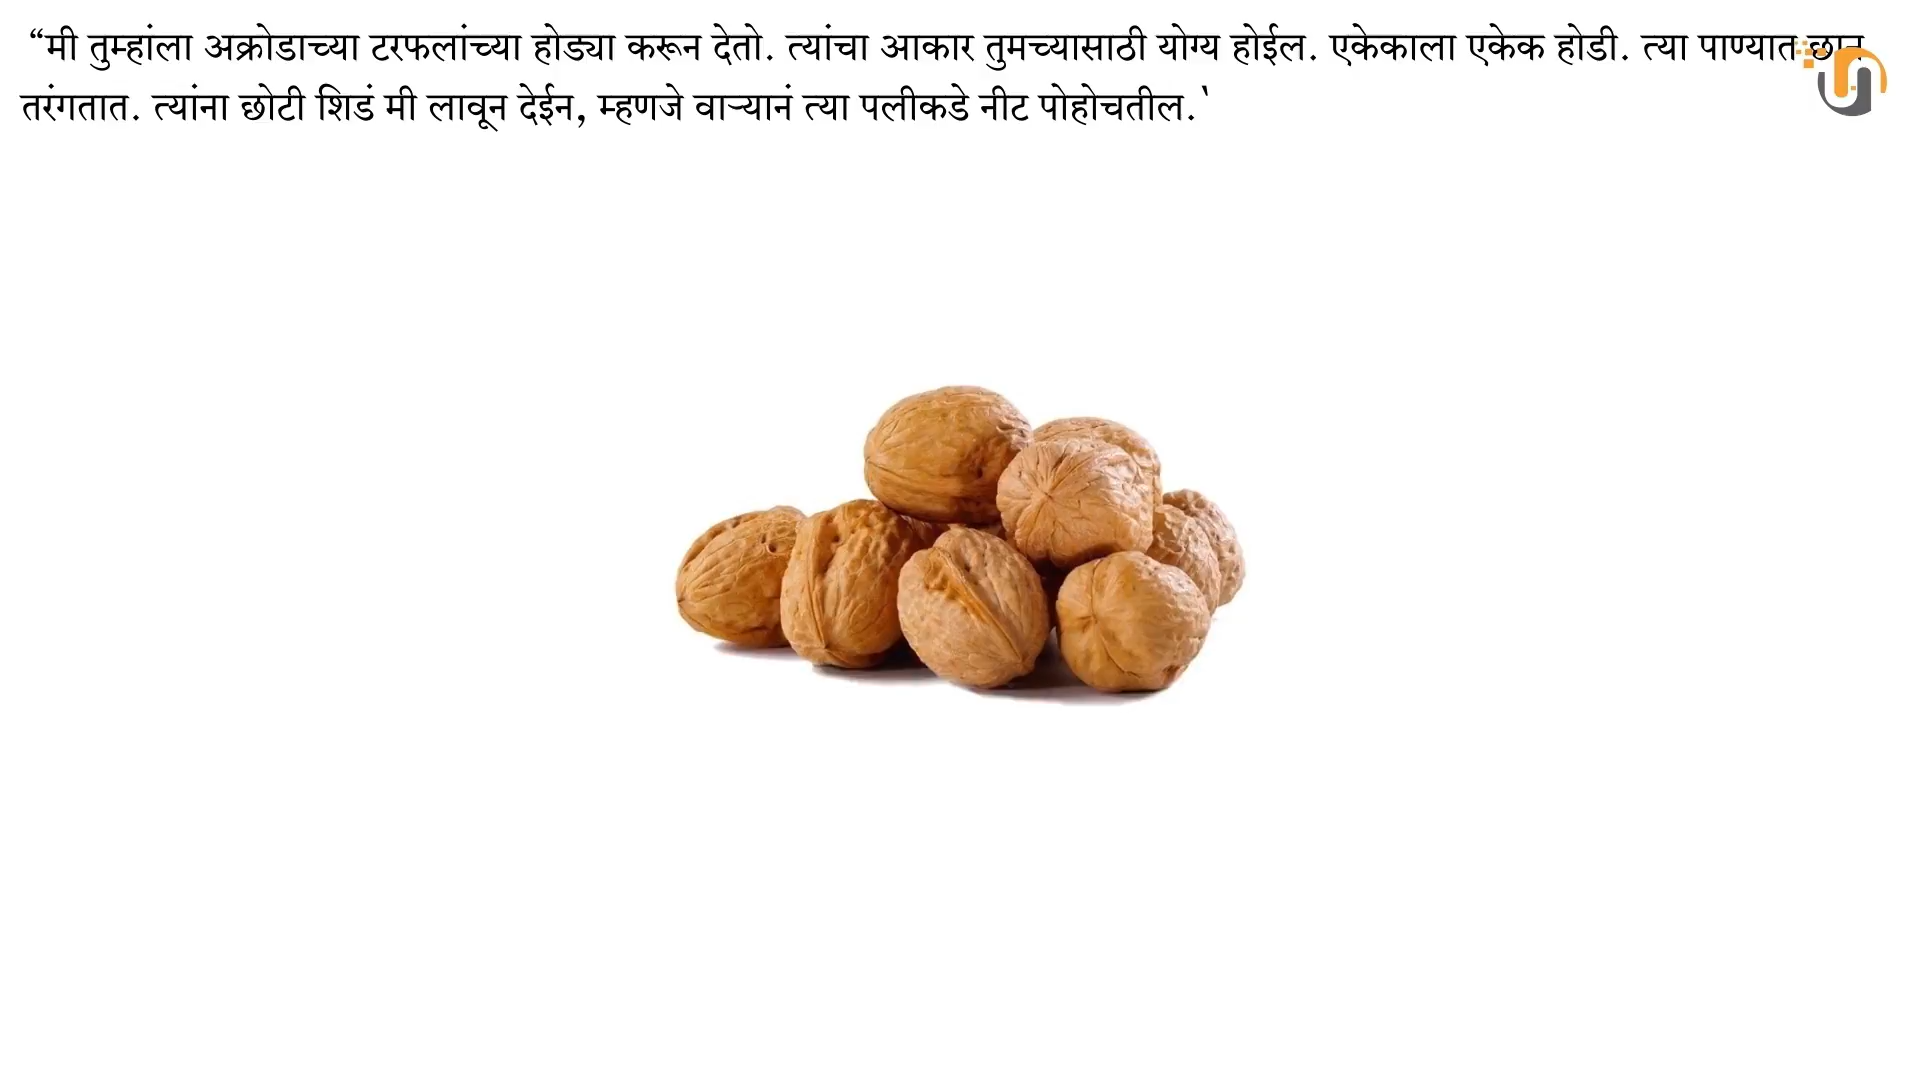 “मी तुम्हांला अक्रोडाच्या टरफलांच्या होड्या करून देतो. त्यांचा आकार तुमच्यासाठी योग्य होईल. एकेकाला एकेक होडी. त्या पाण्यात छान
तरंगतात. त्यांना छोटी शिडं मी लावून देईन, म्हणजे वाऱ्यानं त्या पलीकडे नीट पोहोचतील.‵